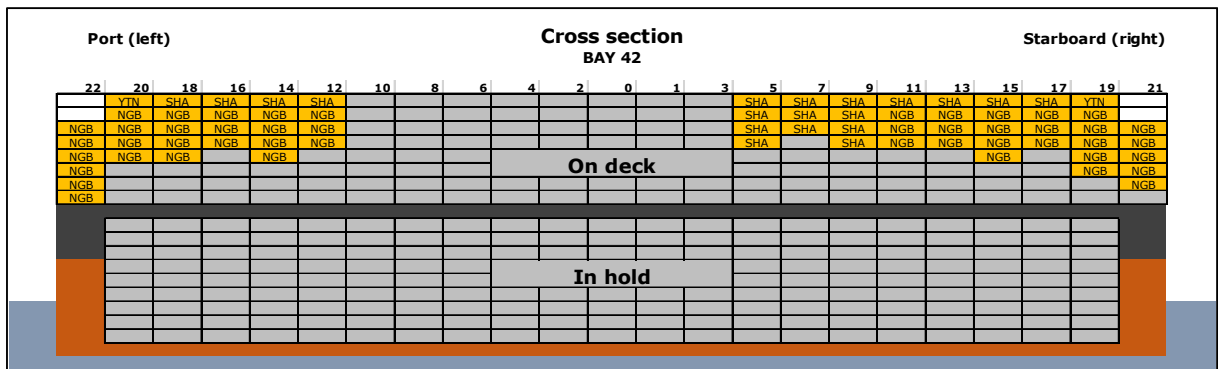 Port (left) Cross section Starboard (right)
BAY 42
22 20 18 16 14 12 10 8 6 4 2 0 1 3 5 7 9 11 13 15 17 19 21
YTN SHA SHA SHA SHA SHA SHA SHA SHA SHA SHA SHA YTN
NGB NGB NGB NGB NGB SHA SHA SHA NGB NGB NGB NGB NGB
NGB NGB NGB NGB NGB NGB SHA SHA SHA NGB NGB NGB NGB NGB NGB
NGB NGB NGB NGB NGB NGB SHA SHA NGB NGB NGB NGB NGB NGB
NGB NGB NGB NGB NGB NGB NGB
On deck
NGB NGB NGB
NGB NGB
NGB
In hold